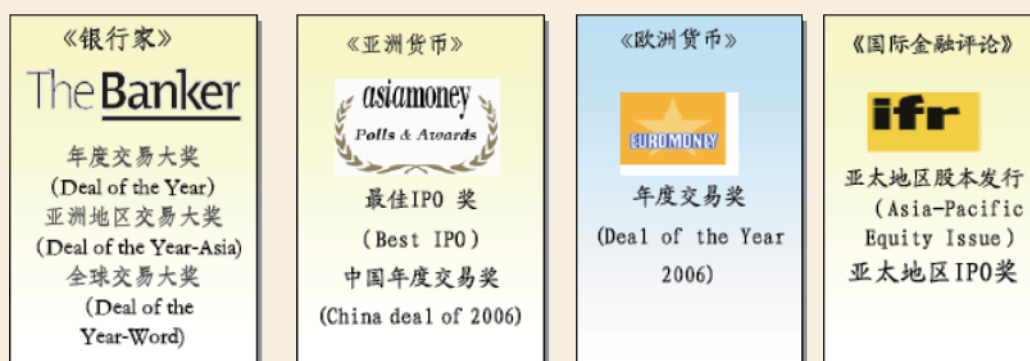 《银行家》
The Banker
年度交易大奖
(Deal of the Year)
亚洲地区交易大奖
(Deal of the Year-Asia)
全球交易大奖
(Deal of the
Year-Word)
《亚洲货币》
asiamoney
Polls & Awards
最佳IPO 奖
(Best IPO)
中国年度交易奖
(China deal of 2006)
《欧洲货币》
EUROMONEY
年度交易奖
(Deal of the Year
2006)
《国际金融评论》
ifr
亚太地区股本发行
(Asia-Pacific
Equity Issue)
亚太地区IPO奖